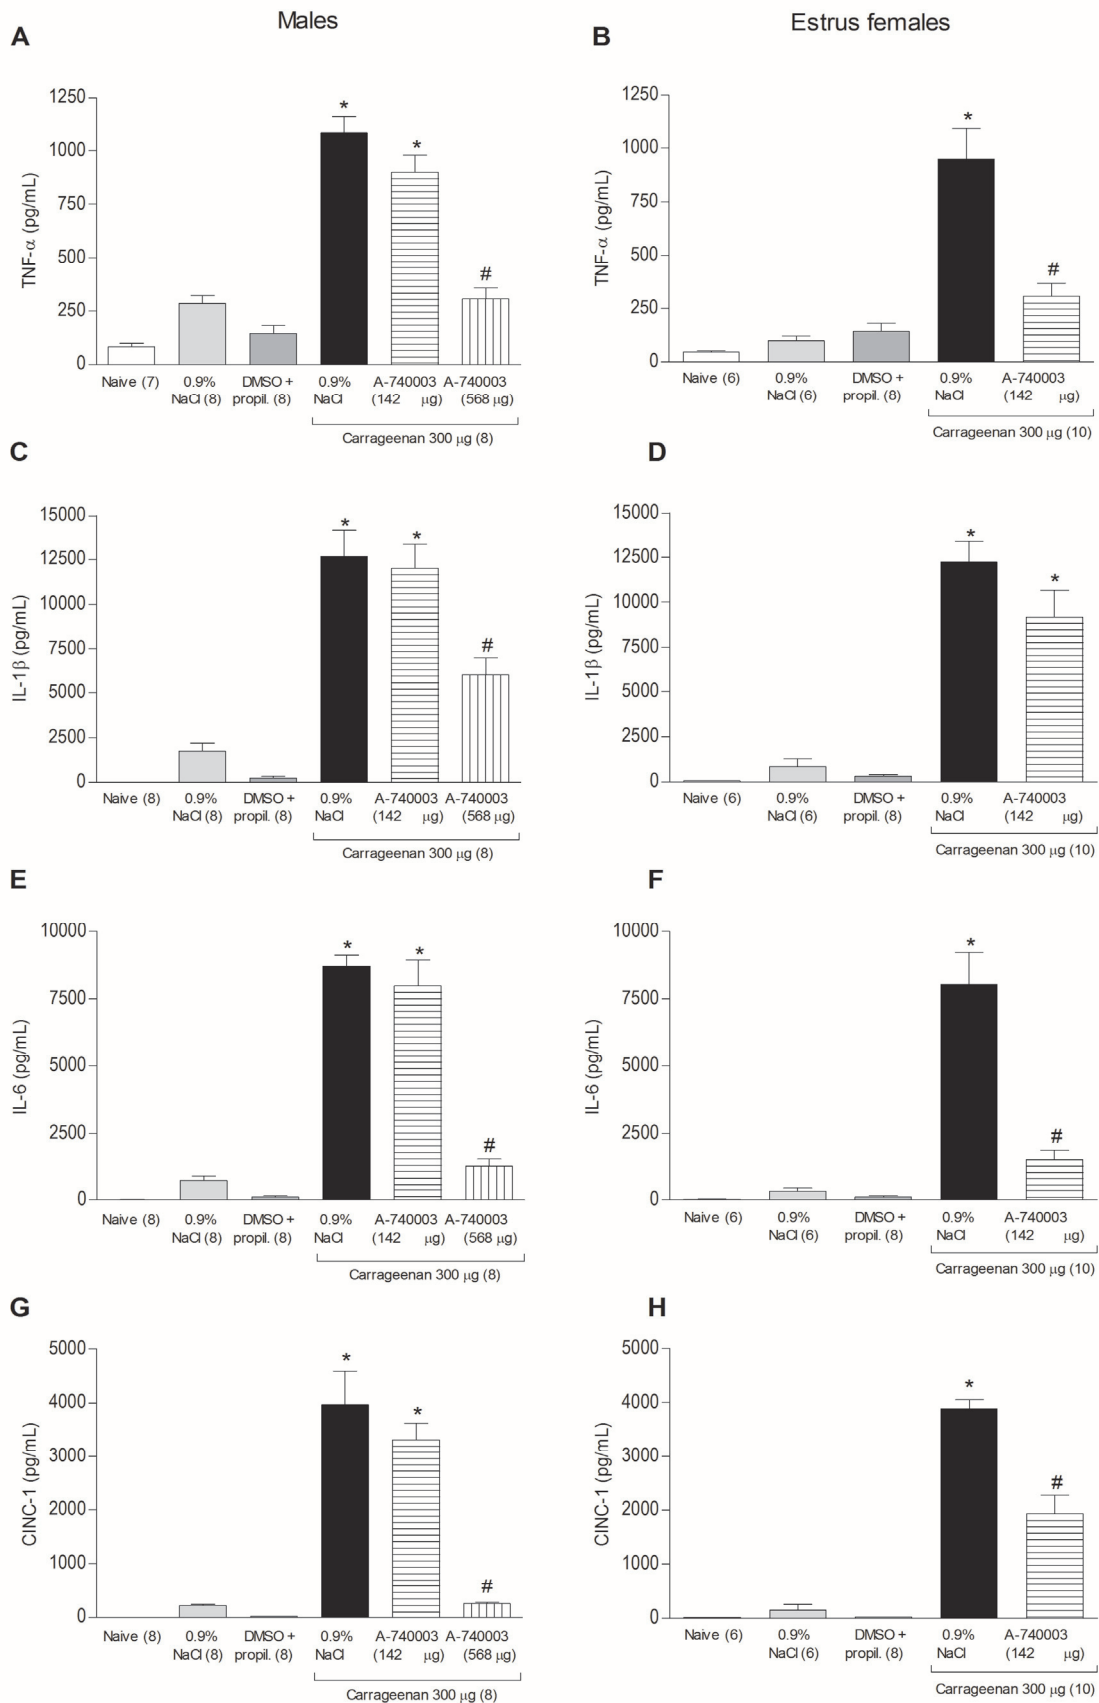 Males
Estrus females
A
1250
1000
750
500
250
0
TNF-α (pg/mL)
*
*
#
Naive (7)
0.9%
NaCl (8)
DMSO +
propil. (8)
0.9%
NaCl
A-740003
(142 μg)
A-740003
(568 μg)
Carrageenan 300 μg (8)
B
1250
1000
750
500
250
0
TNF-α (pg/mL)
*
#
Naive (6)
0.9%
NaCl (6)
DMSO +
propil. (8)
0.9%
NaCl
A-740003
(142 μg)
Carrageenan 300 μg (10)
C
15000
12500
10000
7500
5000
2500
0
IL-1β (pg/mL)
*
*
#
Naive (8)
0.9%
NaCl (8)
DMSO +
propil. (8)
0.9%
NaCl
A-740003
(142 μg)
A-740003
(568 μg)
Carrageenan 300 μg (8)
D
15000
12500
10000
7500
5000
2500
0
IL-1β (pg/mL)
*
*
Naive (6)
0.9%
NaCl (6)
DMSO +
propil. (8)
0.9%
NaCl
A-740003
(142 μg)
Carrageenan 300 μg (10)
E
10000
7500
5000
2500
0
IL-6 (pg/mL)
*
*
#
Naive (8)
0.9%
NaCl (8)
DMSO +
propil. (8)
0.9%
NaCl
A-740003
(142 μg)
A-740003
(568 μg)
Carrageenan 300 μg (8)
F
10000
7500
5000
2500
0
IL-6 (pg/mL)
*
#
Naive (6)
0.9%
NaCl (6)
DMSO +
propil. (8)
0.9%
NaCl
A-740003
(142 μg)
Carrageenan 300 μg (10)
G
5000
4000
3000
2000
1000
0
CINC-1 (pg/mL)
*
*
#
Naive (8)
0.9%
NaCl (8)
DMSO +
propil. (8)
0.9%
NaCl
A-740003
(142 μg)
A-740003
(568 μg)
Carrageenan 300 μg (8)
H
5000
4000
3000
2000
1000
0
CINC-1 (pg/mL)
*
#
Naive (6)
0.9%
NaCl (6)
DMSO +
propil. (8)
0.9%
NaCl
A-740003
(142 μg)
Carrageenan 300 μg (10)